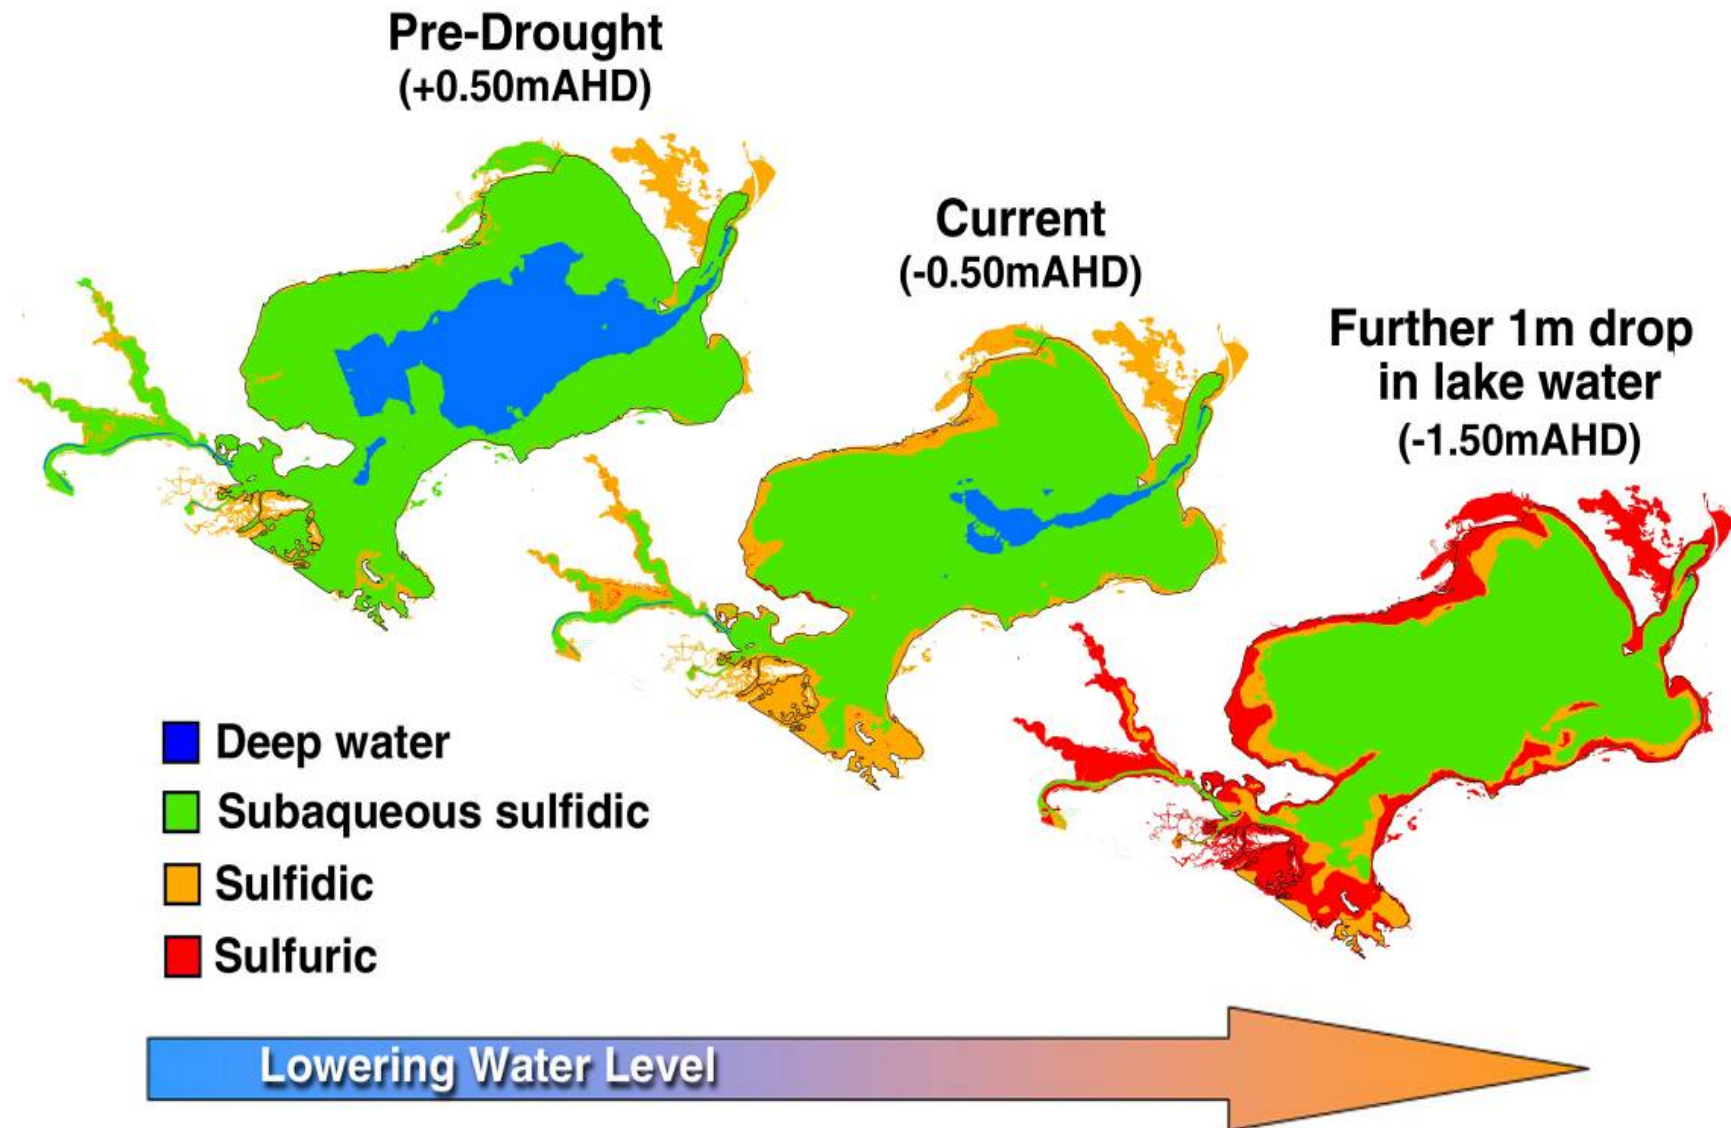 Pre-Drought
(+0.50mAHD)
Current
(-0.50mAHD)
Further 1m drop
in lake water
(-1.50mAHD)
Deep water
Subaqueous sulfidic
Sulfidic
Sulfuric
Lowering Water Level